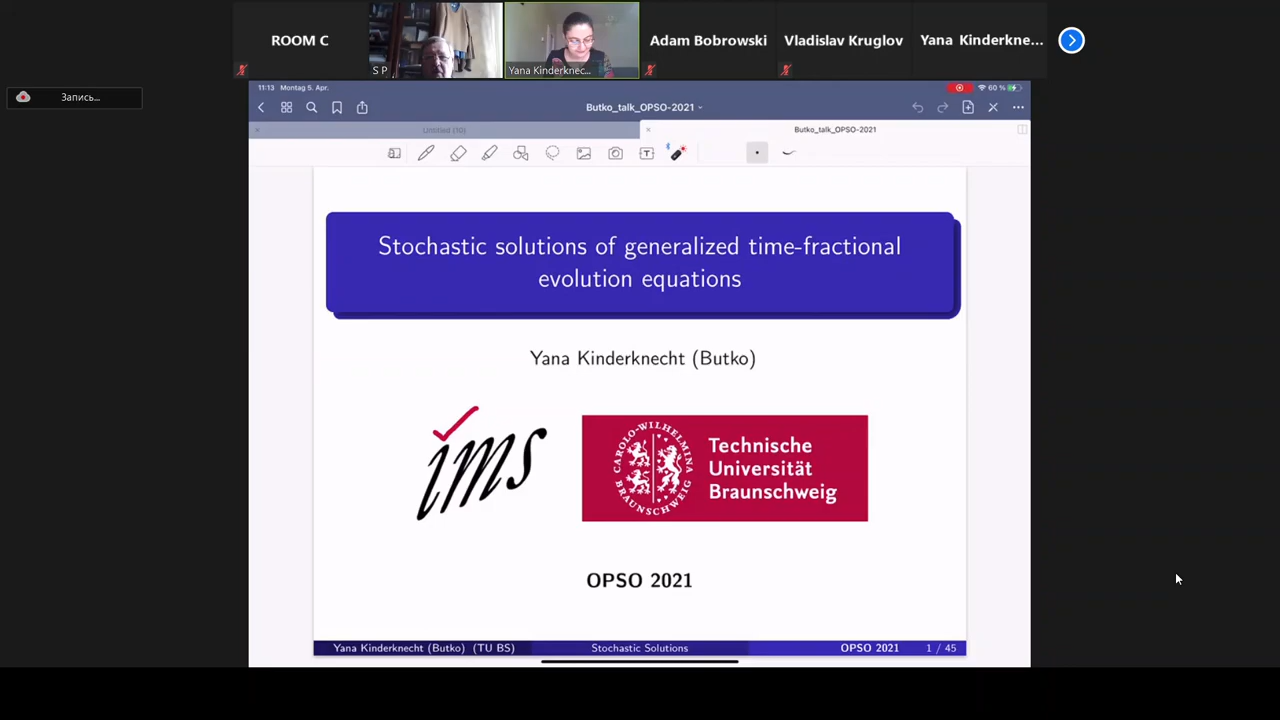 ROOM C
S P
Yana Kinderknec...
Adam Bobrowski
Vladislav Kruglov
Yana Kinderkne...
Запись...
11:13 Montag 5. Apr.
60 %
Butko_talk_OPSO-2021
Untitled (10)
Butko_talk_OPSO-2021
Stochastic solutions of generalized time-fractional
evolution equations
Yana Kinderknecht (Butko)
ims
CAROLO-WILHELMINA
BRAUNSCHWEIG
Technische
Universität
Braunschweig
OPSO 2021
Yana Kinderknecht (Butko) (TU BS)
Stochastic Solutions
OPSO 2021
1 / 45